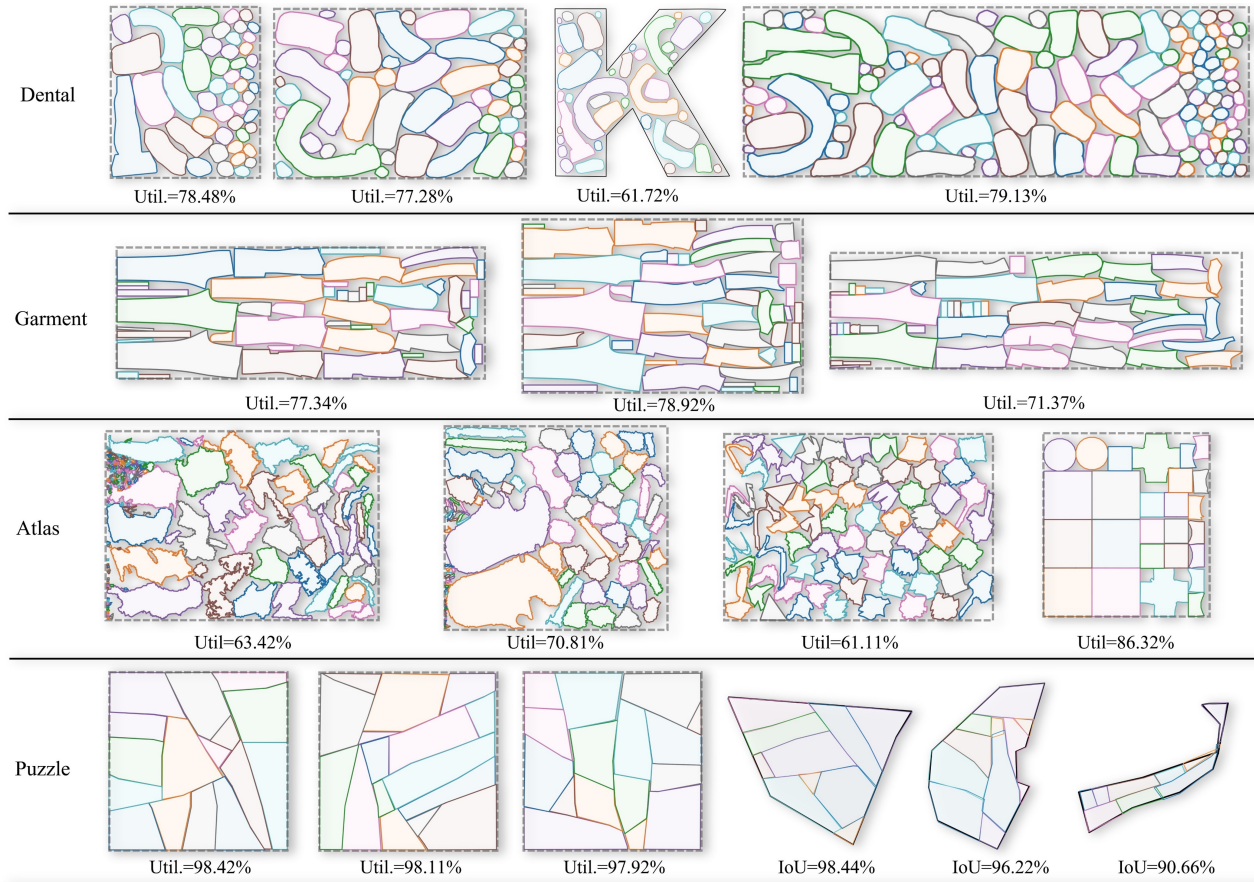 Dental
Util.=78.48%
Util.=77.28%
Util.=61.72%
Util.=79.13%
Garment
Util.=77.34%
Util.=78.92%
Util.=71.37%
Atlas
Util=63.42%
Util=70.81%
Util=61.11%
Util=86.32%
Puzzle
Util.=98.42%
Util.=98.11%
Util.=97.92%
IoU=98.44%
IoU=96.22%
IoU=90.66%